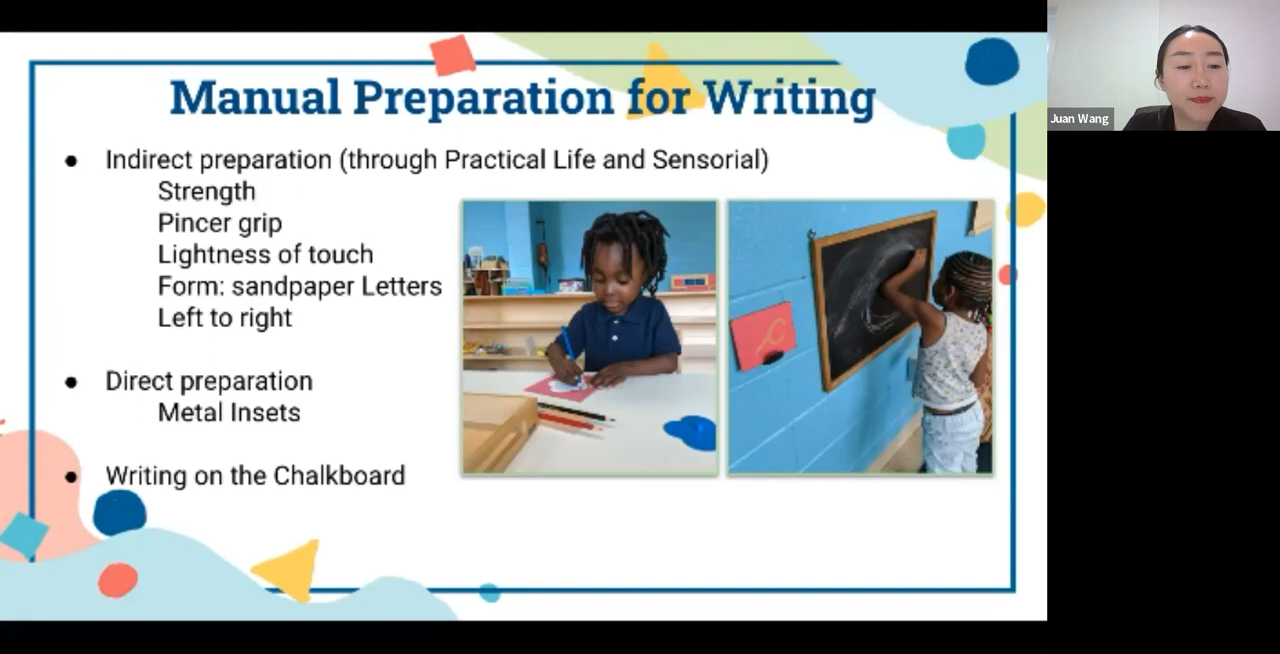 Manual Preparation for Writing
● Indirect preparation (through Practical Life and Sensorial)
Strength
Pincer grip
Lightness of touch
Form: sandpaper Letters
Left to right
● Direct preparation
Metal Insets
● Writing on the Chalkboard
Juan Wang